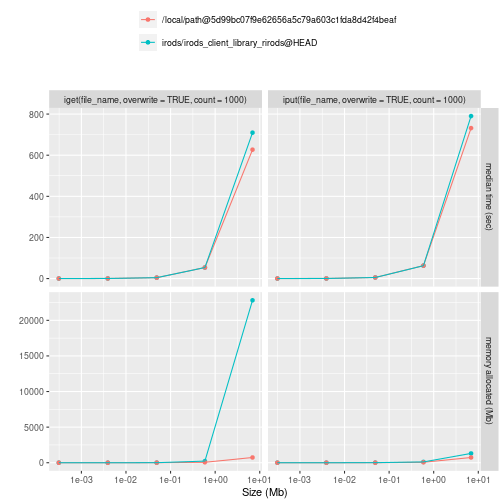 /local/path@5d99bc07f9e62656a5c79a603c1fda8d42f4beaf
irods/irods_client_library_rirods@HEAD
iget(file_name, overwrite = TRUE, count = 1000)
iput(file_name, overwrite = TRUE, count = 1000)
800
600
400
200
0
median time (sec)
20000
15000
10000
5000
0
memory allocated (Mb)
1e-03 1e-02 1e-01 1e+00 1e+01
1e-03 1e-02 1e-01 1e+00 1e+01
Size (Mb)